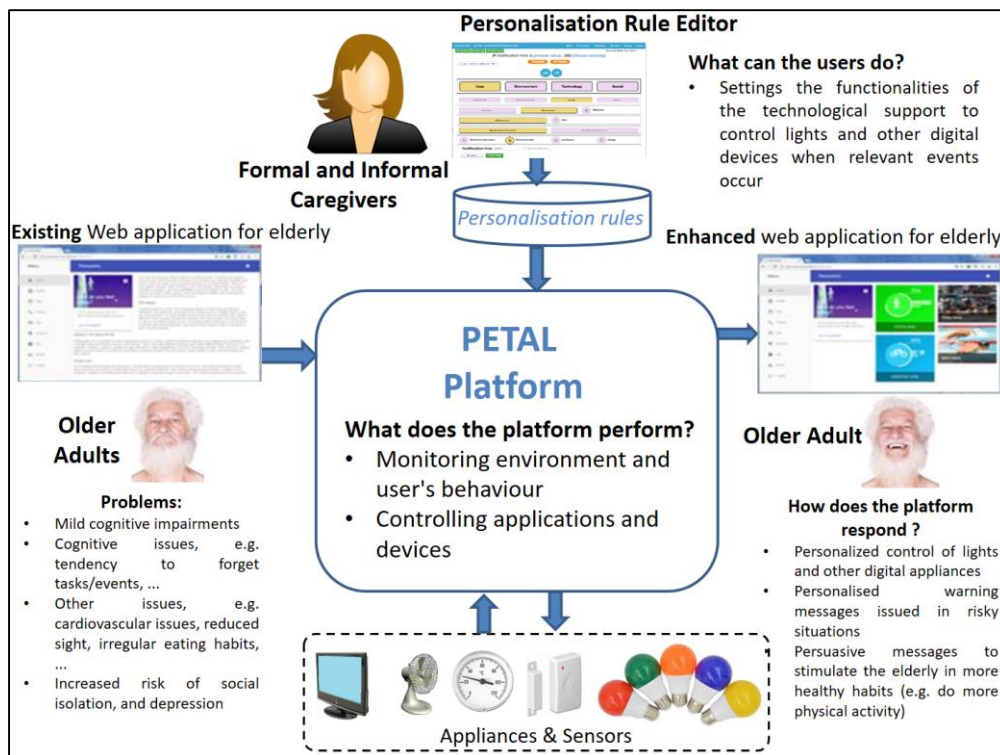 Personalisation Rule Editor
What can the users do?
• Settings the functionalities of
the technological support to
control lights and other digital
devices when relevant events
occur
Formal and Informal
Caregivers
Personalisation rules
Existing Web application for elderly
Enhanced web application for elderly
PETAL
Platform
What does the platform perform?
• Monitoring environment and
user's behaviour
• Controlling applications and
devices
Older
Adults
Problems:
• Mild cognitive impairments
• Cognitive issues, e.g.
tendency to forget
tasks/events, ...
• Other issues, e.g.
cardiovascular issues, reduced
sight, irregular eating habits,
...
• Increased risk of social
isolation, and depression
Older Adult
How does the platform
respond ?
• Personalized control of lights
and other digital appliances
• Personalised warning
messages issued in risky
situations
• Persuasive messages to
stimulate the elderly in more
healthy habits (e.g. do more
physical activity)
Appliances & Sensors